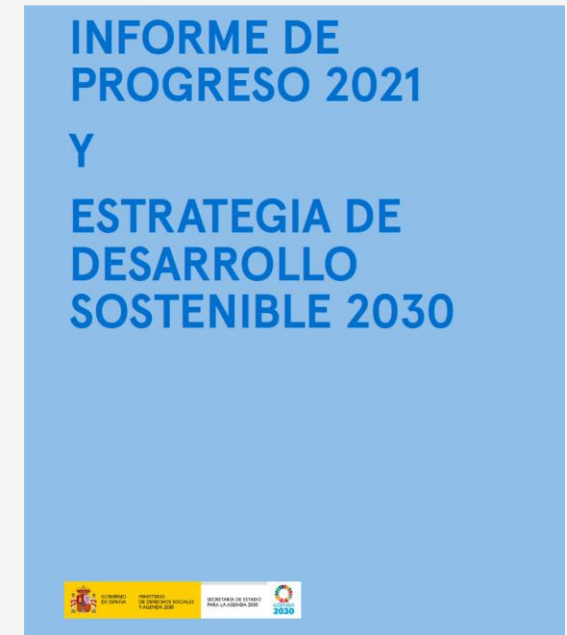 INFORME DE
PROGRESO 2021
Y
ESTRATEGIA DE
DESARROLLO
SOSTENIBLE 2030
GOBIERNO
DE ESPAÑA
MINISTERIO
DE DERECHOS SOCIALES
Y AGENDA 2030
SECRETARÍA DE ESTADO
PARA LA AGENDA 2030
AGENDA
2030